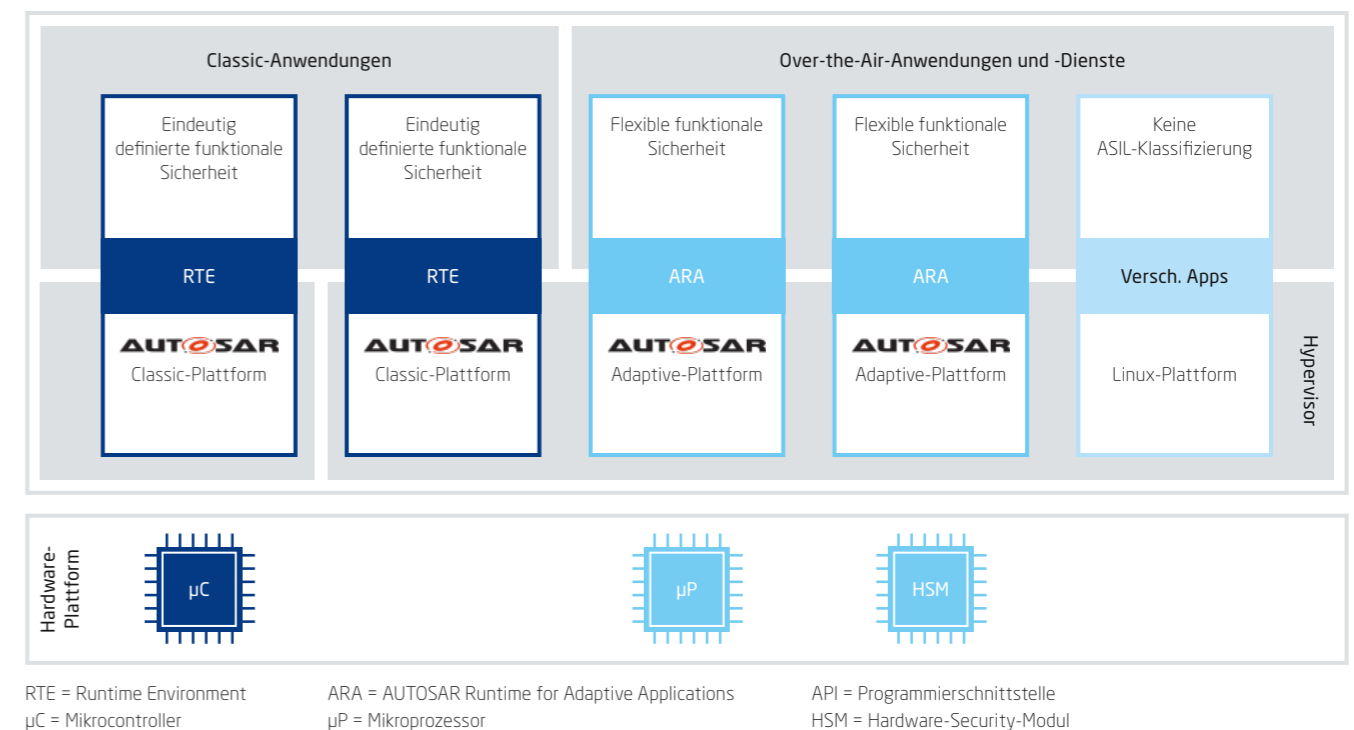 Classic-Anwendungen
Over-the-Air-Anwendungen und -Dienste
Eindeutig
definierte funktionale
Sicherheit
Eindeutig
definierte funktionale
Sicherheit
Flexible funktionale
Sicherheit
Flexible funktionale
Sicherheit
Keine
ASIL-Klassifizierung
RTE
RTE
ARA
ARA
Versch. Apps
AUTOSAR
Classic-Plattform
AUTOSAR
Classic-Plattform
AUTOSAR
Adaptive-Plattform
AUTOSAR
Adaptive-Plattform
Linux-Plattform
Hypervisor
Hardware-
Plattform
µC
µP
HSM
RTE = Runtime Environment
µC = Mikrocontroller
ARA = AUTOSAR Runtime for Adaptive Applications
µP = Mikroprozessor
API = Programmierschnittstelle
HSM = Hardware-Security-Modul